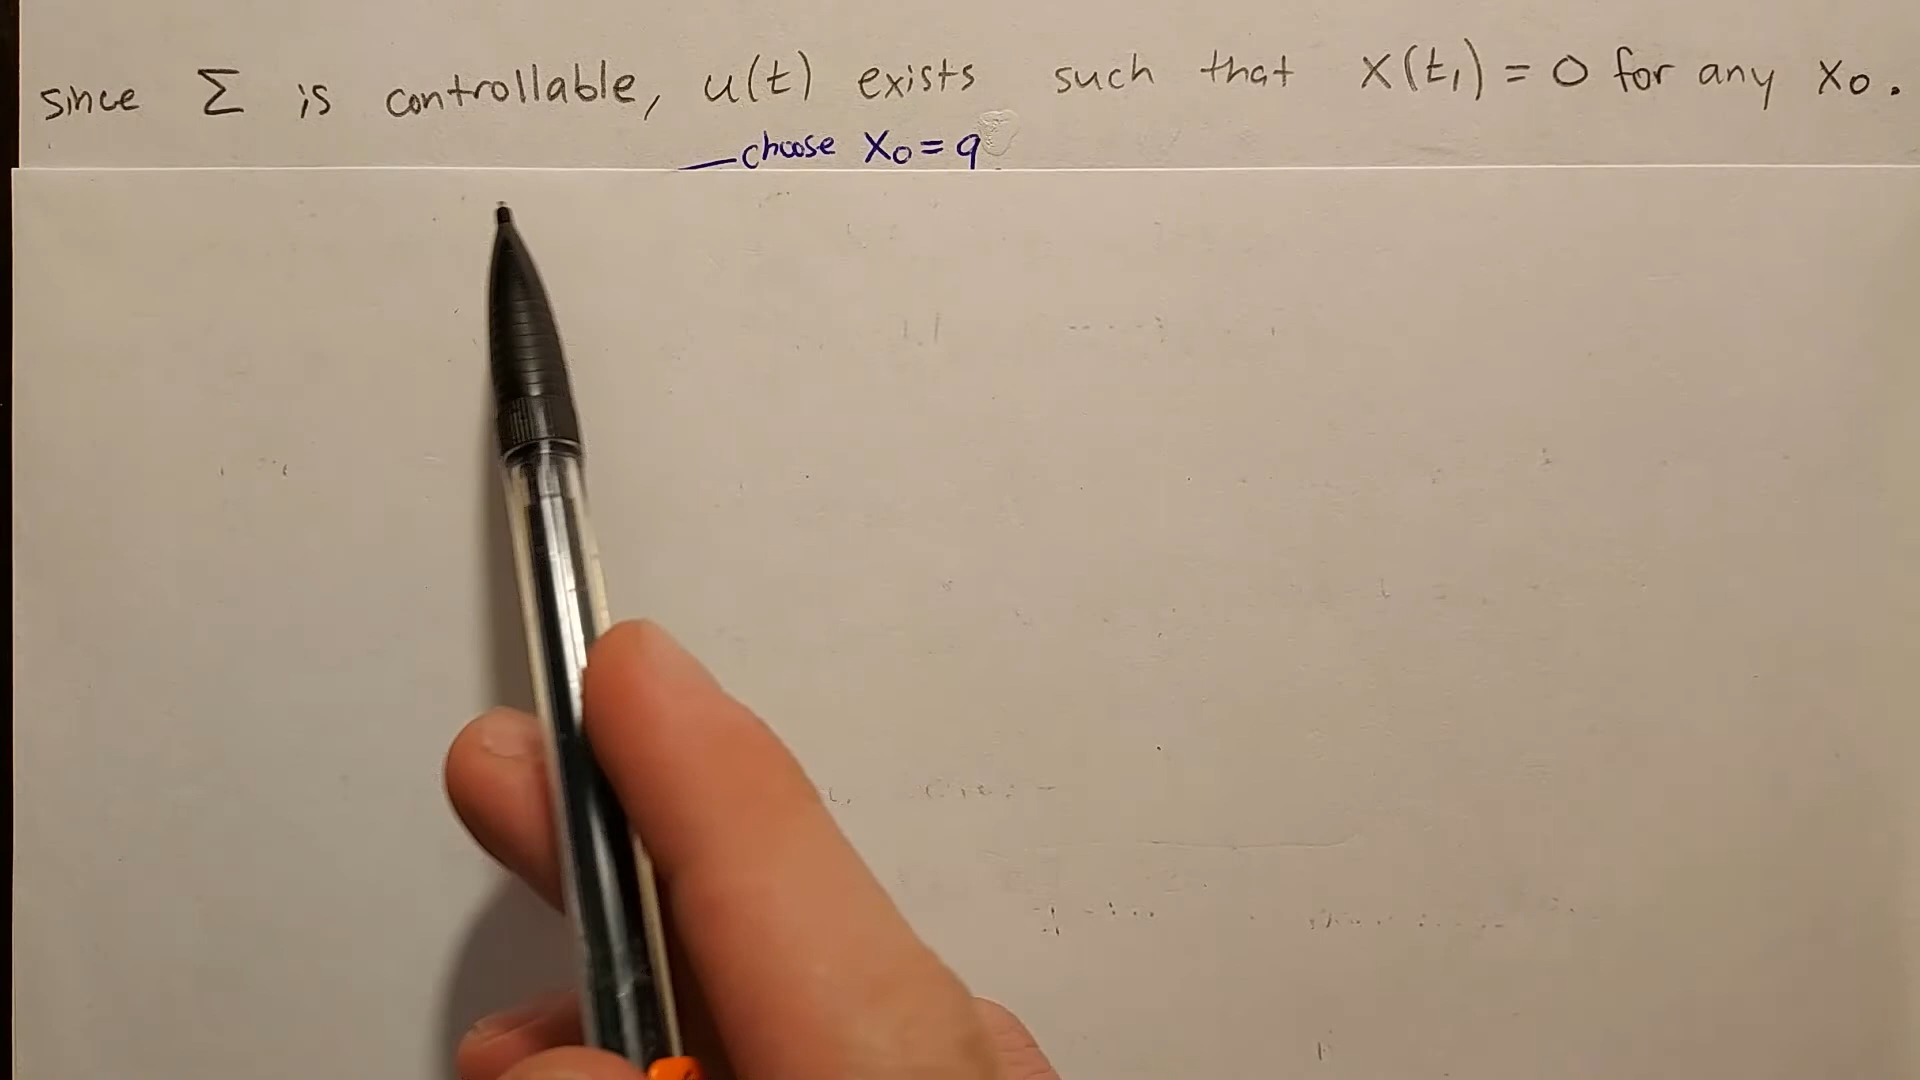 since Σ is controllable, u(t) exists such that x(t₁) = 0 for any x₀.
choose x₀ = q